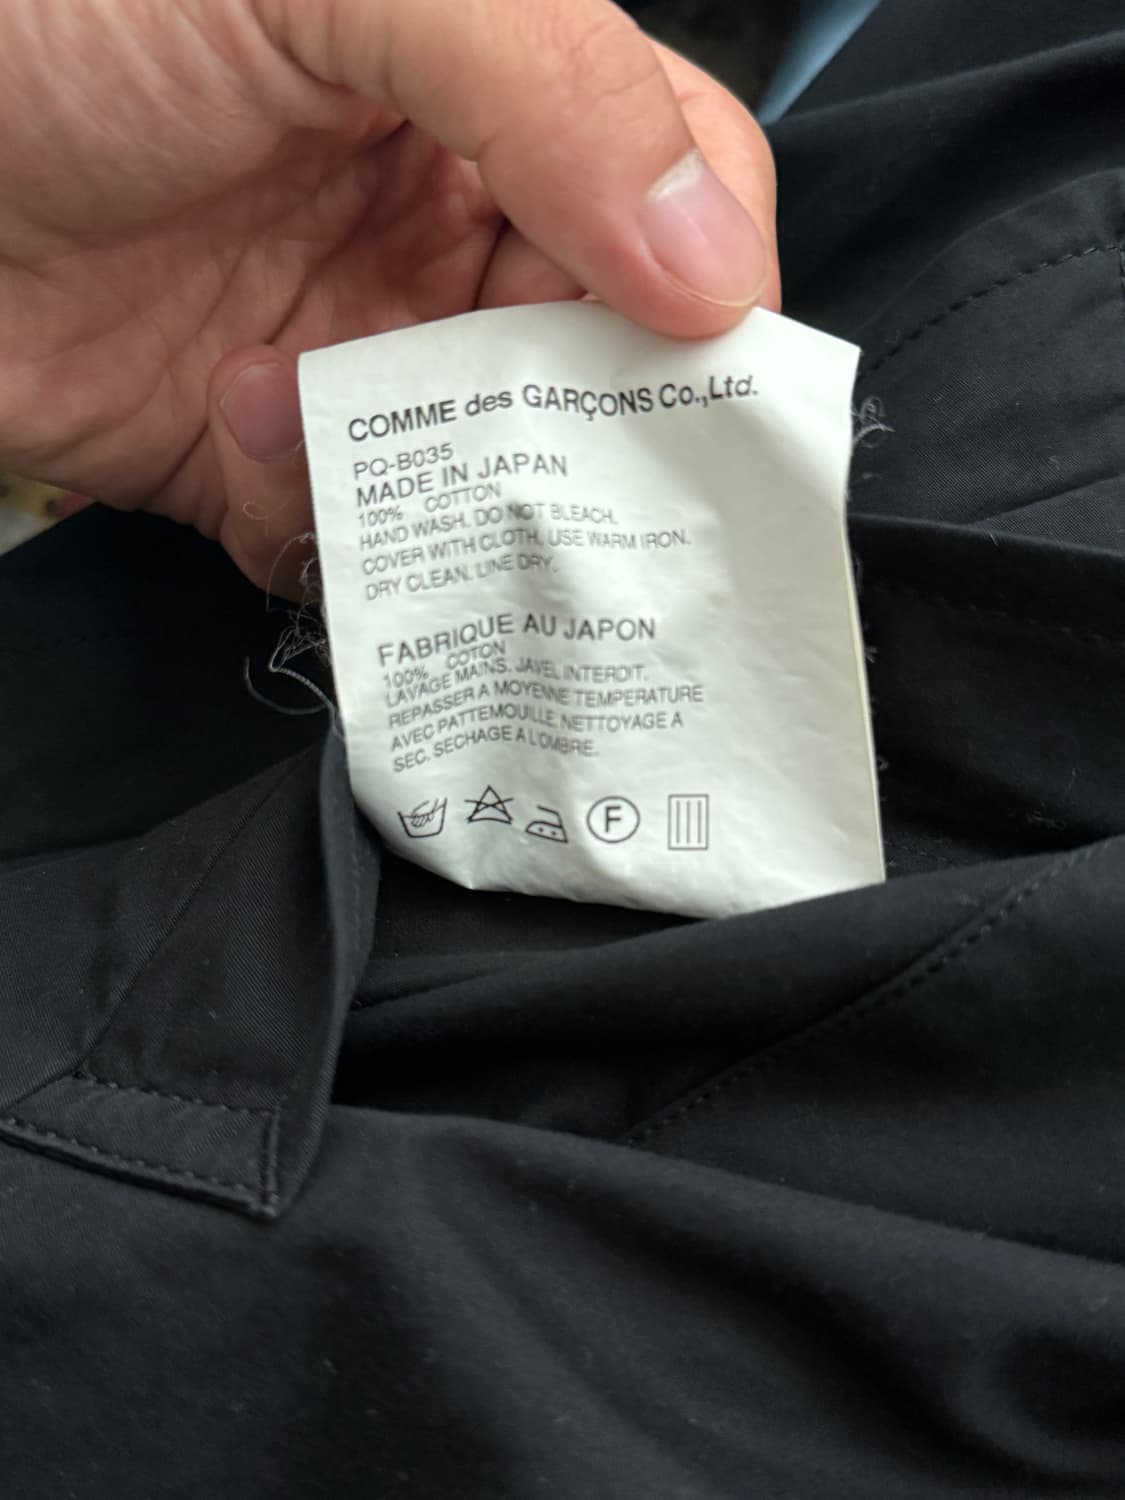 COMME des GARÇONS Co.,Ltd.
PQ-B035
MADE IN JAPAN
100% COTTON
HAND WASH. DO NOT BLEACH.
COVER WITH CLOTH. USE WARM IRON.
DRY CLEAN. LINE DRY.
FABRIQUE AU JAPON
100% COTON
LAVAGE MAINS. JAVEL INTERDIT.
REPASSER A MOYENNE TEMPERATURE
AVEC PATTEMOUILLE. NETTOYAGE A
SEC. SECHAGE A L'OMBRE.
F